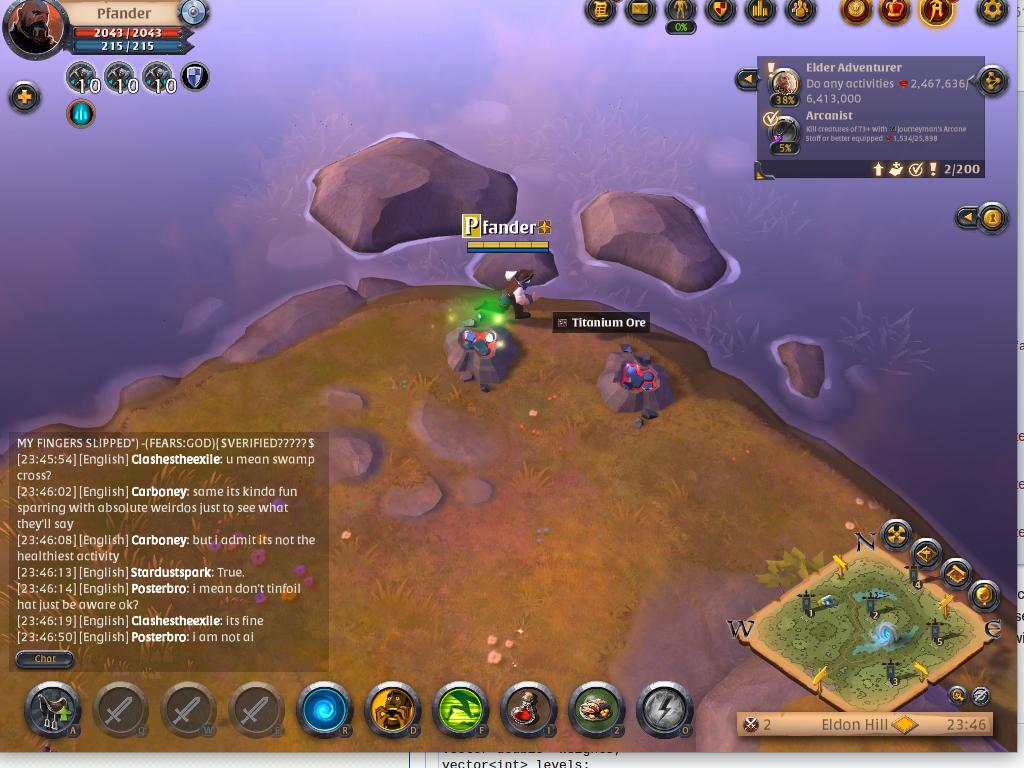 Pfander
2043 / 2043
215 / 215
10 10 10
0%
Elder Adventurer
Do any activities 2,467,636/
6,413,000
38%
Arcanist
Kill creatures of T3+ with Journeyman's Arcane
Staff or better equipped 1,534/25,898
5%
2/200
Pfander
Titanium Ore
MY FINGERS SLIPPED") -(FEARS:GOD){$VERIFIED?????$
[23:45:54] [English] Clashestheexile: u mean swamp
cross?
[23:46:02] [English] Carboney: same its kinda fun
sparring with absolute weirdos just to see what
they'll say
[23:46:08] [English] Carboney: but i admit its not the
healthiest activity
[23:46:13] [English] Stardustspark: True.
[23:46:14] [English] Posterbro: i mean don't tinfoil
hat just be aware ok?
[23:46:19] [English] Clashestheexile: its fine
[23:46:50] [English] Posterbro: i am not ai
Chat
N
W
E
1 2 3 4 5
A Q W E R D F 1 2 O
2 Eldon Hill 23:46
vector<int> levels;